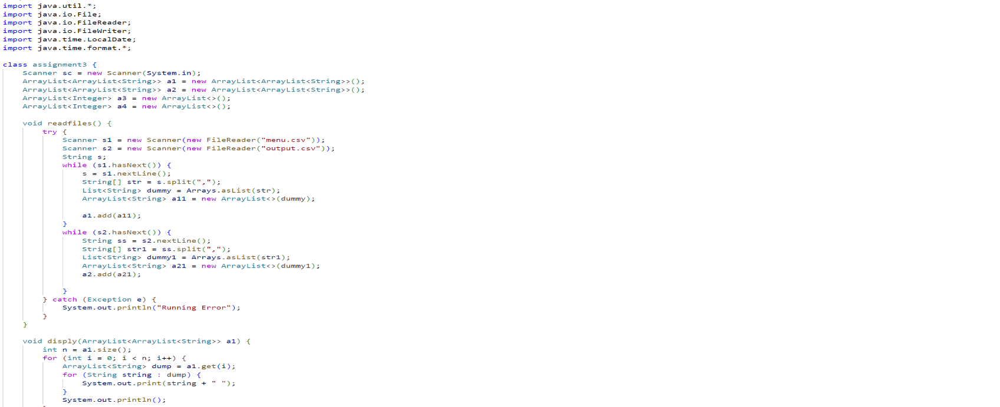 import java.util.*;
import java.io.File;
import java.io.FileReader;
import java.io.FileWriter;
import java.time.LocalDate;
import java.time.format.*;
class assignment3 {
Scanner sc = new Scanner(System.in);
ArrayList<ArrayList<String>> a1 = new ArrayList<ArrayList<String>>();
ArrayList<ArrayList<String>> a2 = new ArrayList<ArrayList<String>>();
ArrayList<Integer> a3 = new ArrayList<>();
ArrayList<Integer> a4 = new ArrayList<>();
void readfiles() {
try {
Scanner s1 = new Scanner(new FileReader("menu.csv"));
Scanner s2 = new Scanner(new FileReader("output.csv"));
String s;
while (s1.hasNext()) {
s = s1.nextLine();
String[] str = s.split(",");
List<String> dummy = Arrays.asList(str);
ArrayList<String> a11 = new ArrayList<>(dummy);
a1.add(a11);
}
while (s2.hasNext()) {
String ss = s2.nextLine();
String[] str1 = ss.split(",");
List<String> dummy1 = Arrays.asList(str1);
ArrayList<String> a21 = new ArrayList<>(dummy1);
a2.add(a21);
}
} catch (Exception e) {
System.out.println("Running Error");
}
}
void disply(ArrayList<ArrayList<String>> a1) {
int n = a1.size();
for (int i = 0; i < n; i++) {
ArrayList<String> dump = a1.get(i);
for (String string : dump) {
System.out.print(string + " ");
}
System.out.println();